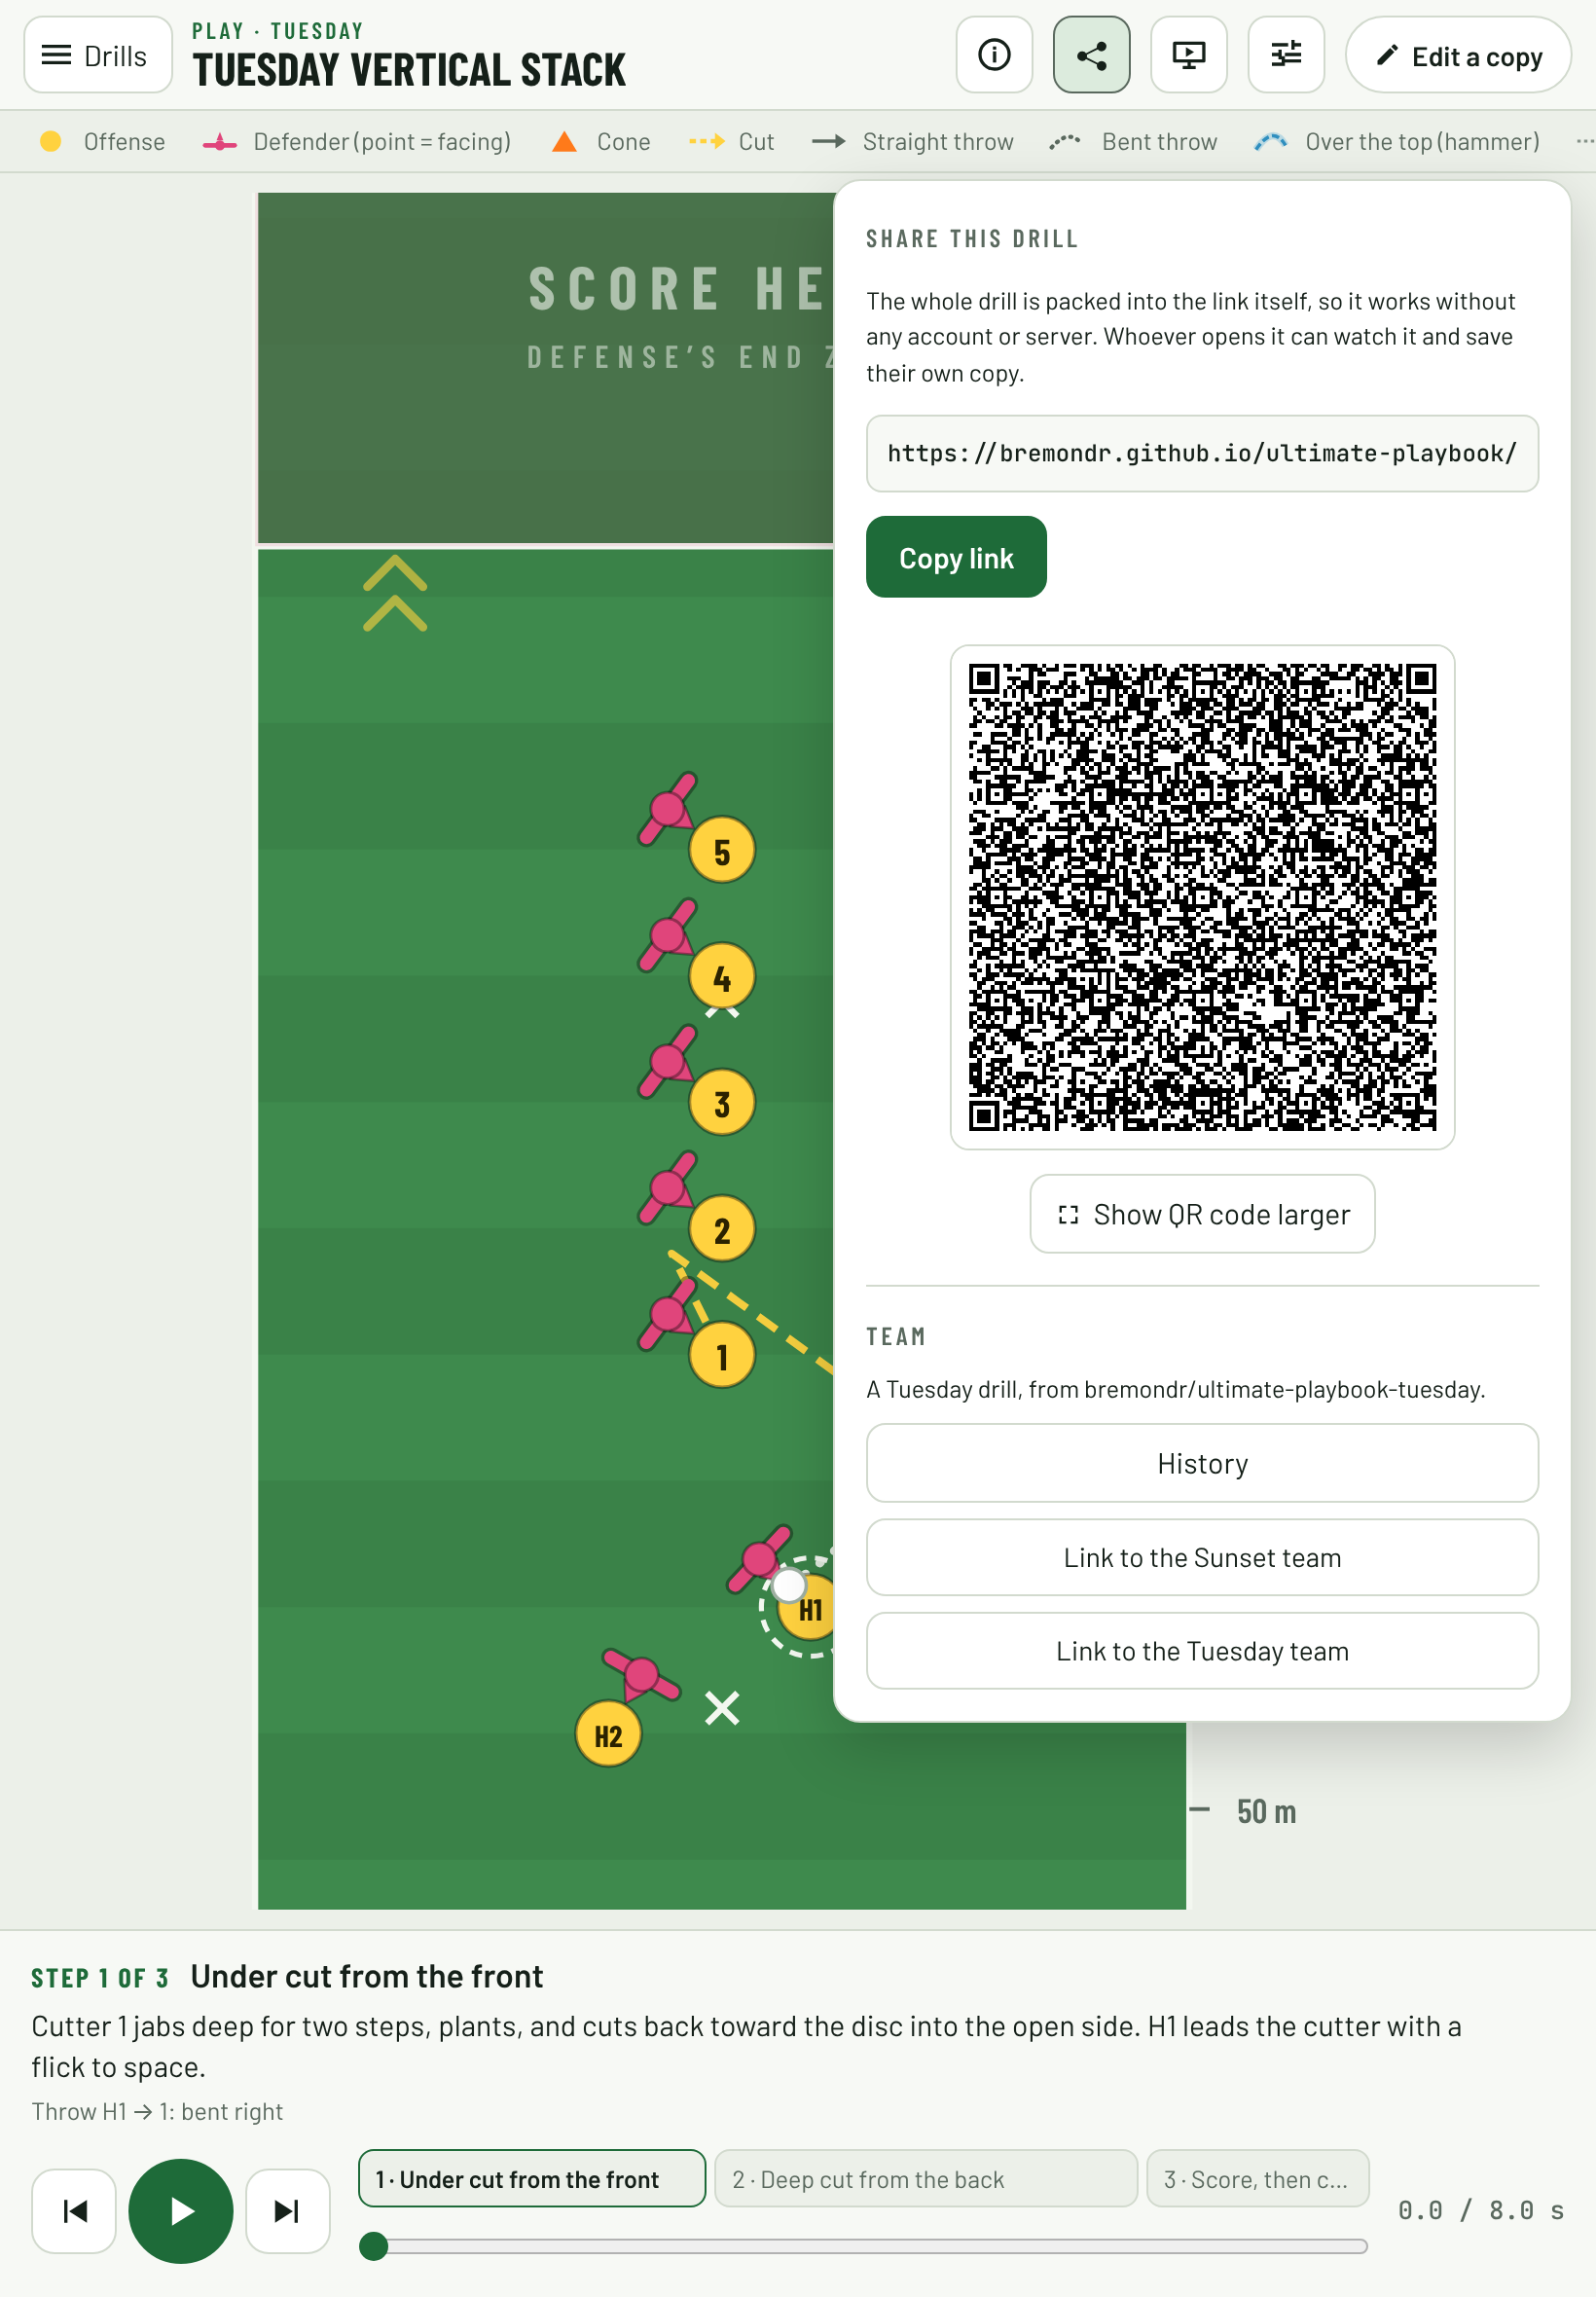 Drills
PLAY · TUESDAY
TUESDAY VERTICAL STACK
Edit a copy
Offense
Defender (point = facing)
Cone
Cut
Straight throw
Bent throw
Over the top (hammer)
SCORE HE
DEFENSE'S END Z
SHARE THIS DRILL
The whole drill is packed into the link itself, so it works without
any account or server. Whoever opens it can watch it and save
their own copy.
https://bremondr.github.io/ultimate-playbook/
Copy link
Show QR code larger
TEAM
A Tuesday drill, from bremondr/ultimate-playbook-tuesday.
History
Link to the Sunset team
Link to the Tuesday team
5
4
3
2
1
H1
H2
50 m
STEP 1 OF 3 Under cut from the front
Cutter 1 jabs deep for two steps, plants, and cuts back toward the disc into the open side. H1 leads the cutter with a
flick to space.
Throw H1 → 1: bent right
1 · Under cut from the front
2 · Deep cut from the back
3 · Score, then c...
0.0 / 8.0 s